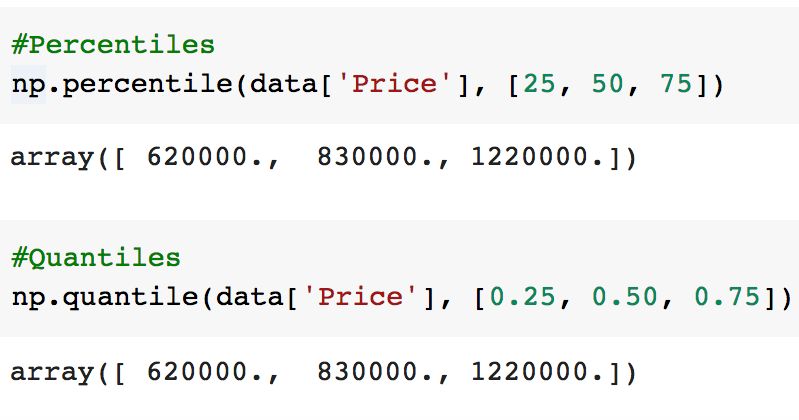 #Percentiles
np.percentile(data['Price'], [25, 50, 75])
array([ 620000.,  830000., 1220000.])
#Quantiles
np.quantile(data['Price'], [0.25, 0.50, 0.75])
array([ 620000.,  830000., 1220000.])